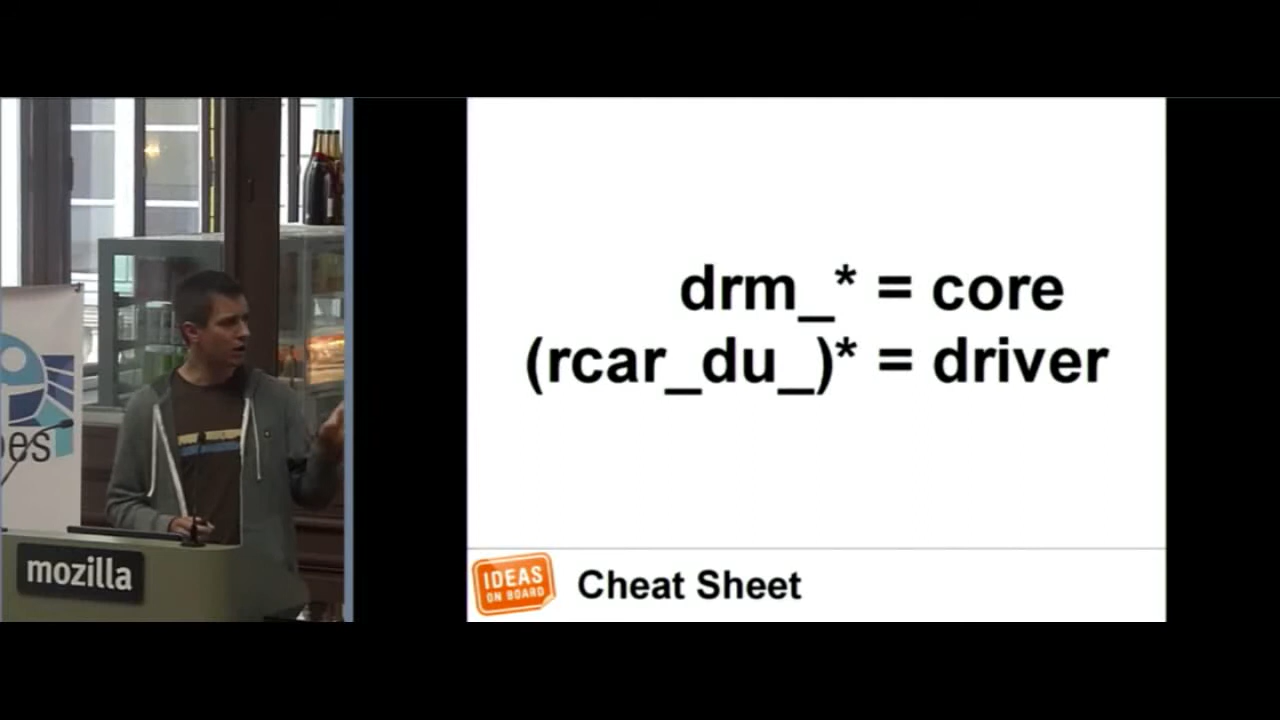 drm_* = core
(rcar_du_)* = driver
IDEAS
ON BOARD
Cheat Sheet
mozilla